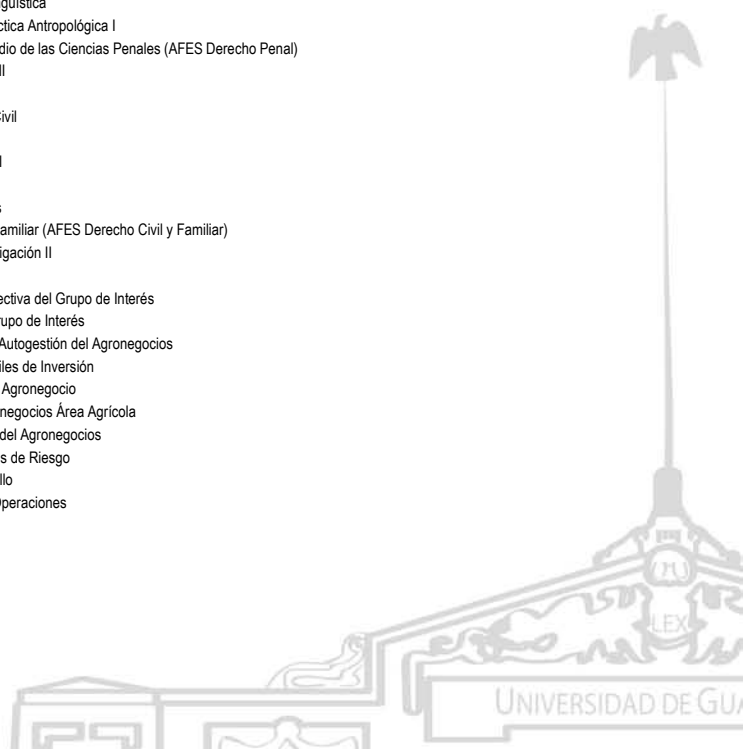 güística
ctica Antropológica I
dio de las Ciencias Penales (AFES Derecho Penal)
II
Civil
I
s
amiliar (AFES Derecho Civil y Familiar)
igación II
ectiva del Grupo de Interés
upo de Interés
Autogestión del Agronegocios
iles de Inversión
Agronegocio
negocios Área Agrícola
del Agronegocios
s de Riesgo
llo
Operaciones
LEX
UNIVERSIDAD DE GUA